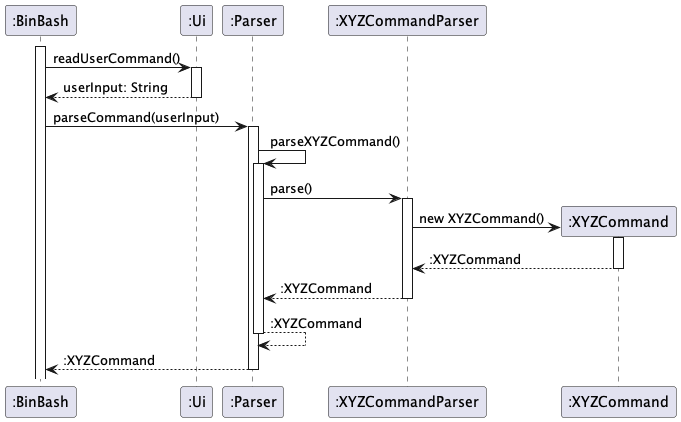 :BinBash
:Ui
:Parser
:XYZCommandParser
readUserCommand()
userInput: String
parseCommand(userInput)
parseXYZCommand()
parse()
new XYZCommand()
:XYZCommand
:XYZCommand
:XYZCommand
:XYZCommand
:XYZCommand
:BinBash
:Ui
:Parser
:XYZCommandParser
:XYZCommand